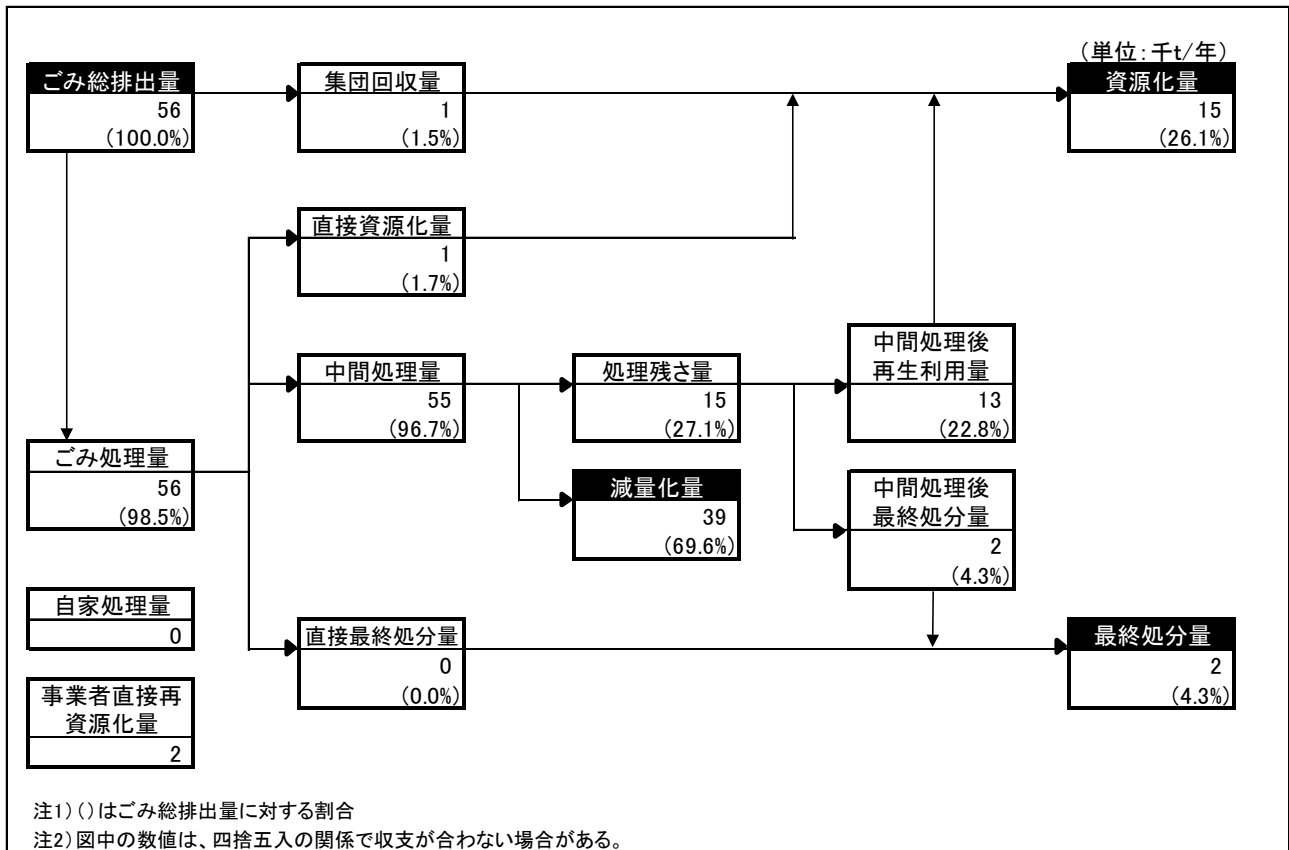 (単位:千t/年)
ごみ総排出量
56
(100.0%)
集団回収量
1
(1.5%)
資源化量
15
(26.1%)
直接資源化量
1
(1.7%)
中間処理量
55
(96.7%)
処理残さ量
15
(27.1%)
中間処理後
再生利用量
13
(22.8%)
ごみ処理量
56
(98.5%)
減量化量
39
(69.6%)
中間処理後
最終処分量
2
(4.3%)
自家処理量
0
直接最終処分量
0
(0.0%)
最終処分量
2
(4.3%)
事業者直接再
資源化量
2
注1)()はごみ総排出量に対する割合
注2)図中の数値は、四捨五入の関係で収支が合わない場合がある。